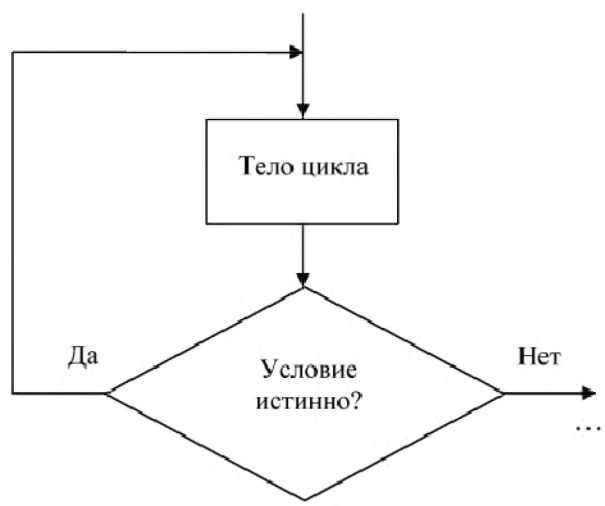 Тело цикла
Да
Условие
истинно?
Нет
…